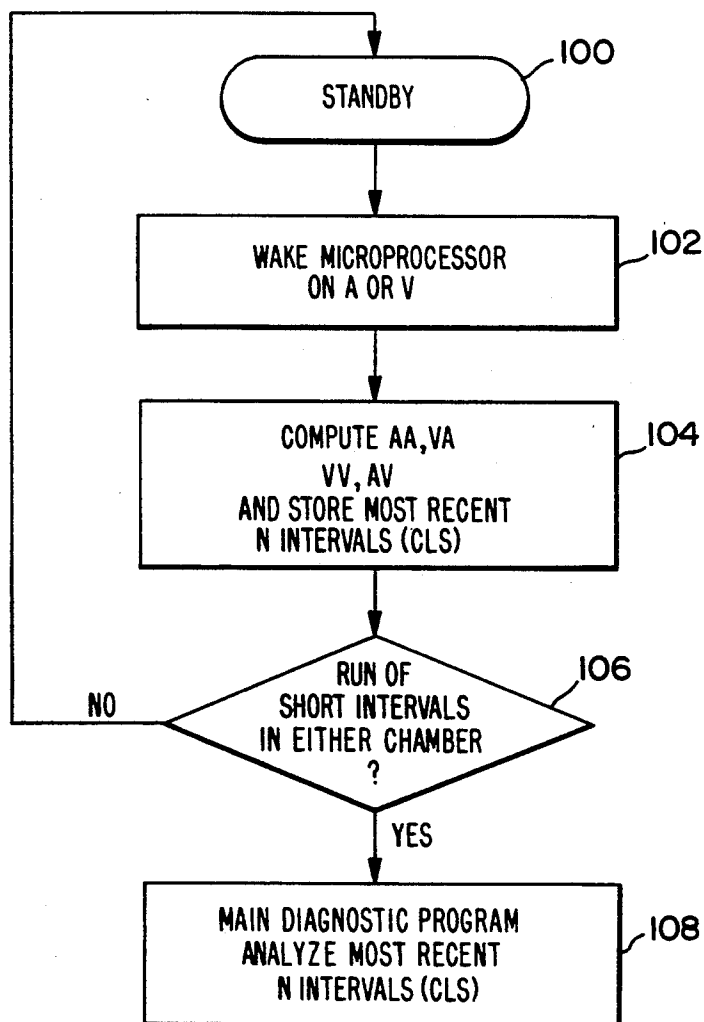 100
STANDBY
WAKE MICROPROCESSOR
ON A OR V
102
COMPUTE AA, VA
VV, AV
AND STORE MOST RECENT
N INTERVALS (CLS)
104
RUN OF
SHORT INTERVALS
IN EITHER CHAMBER
?
106
NO
YES
MAIN DIAGNOSTIC PROGRAM
ANALYZE MOST RECENT
N INTERVALS (CLS)
108